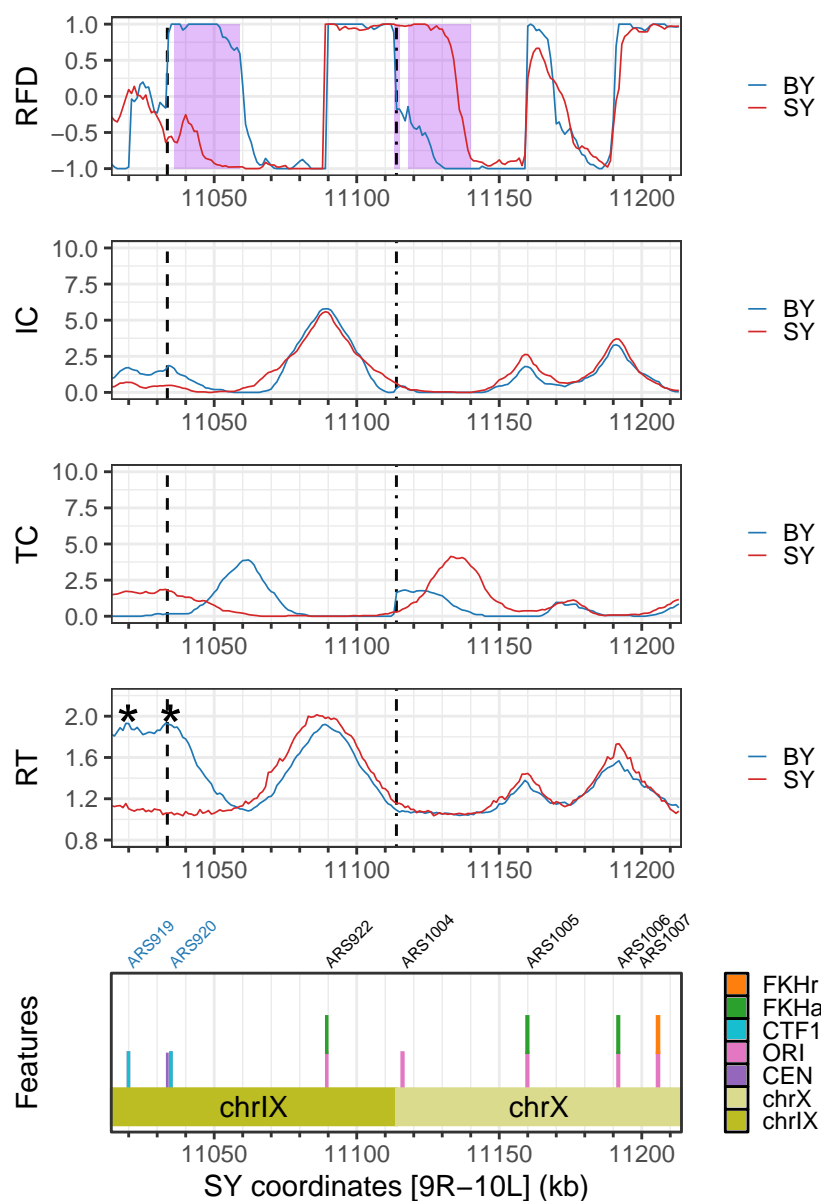 1.0
0.5
0.0
−0.5
−1.0
RFD
11050
11100
11150
11200
BY
SY
10.0
7.5
5.0
2.5
0.0
IC
11050
11100
11150
11200
BY
SY
10.0
7.5
5.0
2.5
0.0
TC
11050
11100
11150
11200
BY
SY
2.0
1.6
1.2
0.8
RT
* *
11050
11100
11150
11200
BY
SY
ARS919
ARS920
ARS922
ARS1004
ARS1005
ARS1006
ARS1007
Features
chrIX
chrX
11050
11100
11150
11200
SY coordinates [9R−10L] (kb)
FKHr
FKHa
CTF1
ORI
CEN
chrX
chrIX